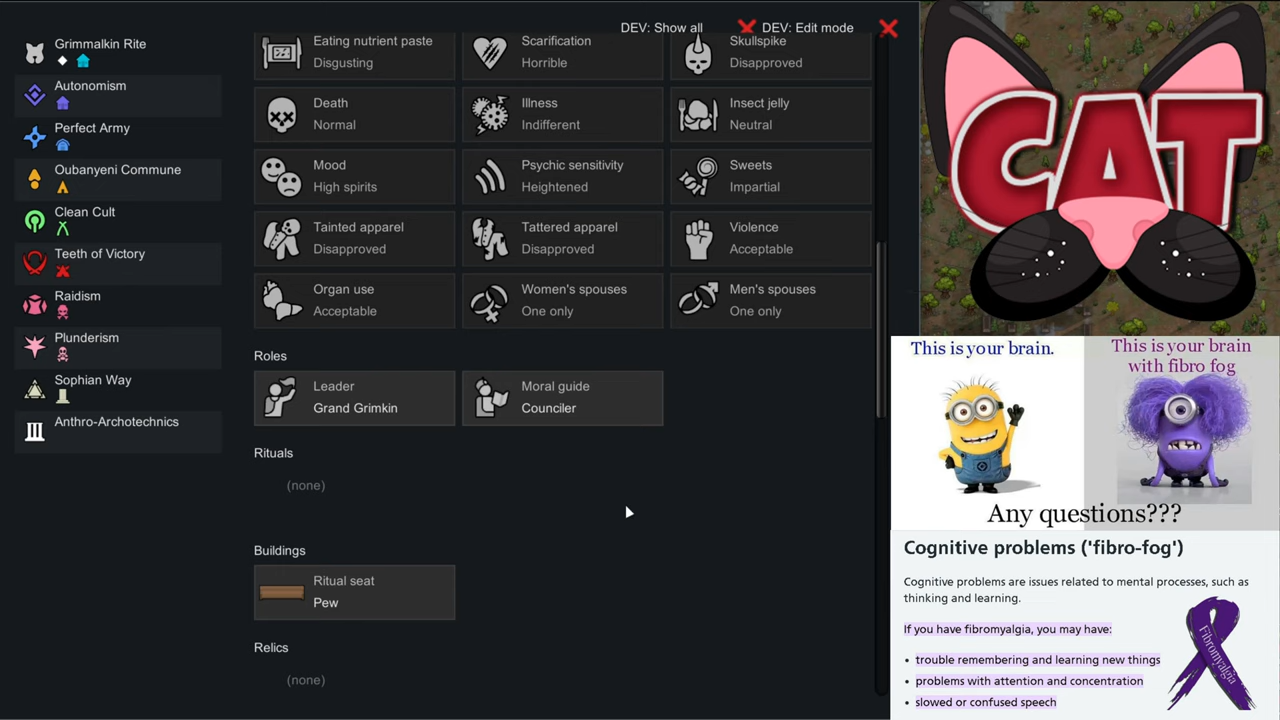 DEV: Show all
DEV: Edit mode
Grimmalkin Rite
Autonomism
Perfect Army
Oubanyeni Commune
Clean Cult
Teeth of Victory
Raidism
Plunderism
Sophian Way
Anthro-Archotechnics
Eating nutrient paste
Disgusting
Scarification
Horrible
Skullspike
Disapproved
Death
Normal
Illness
Indifferent
Insect jelly
Neutral
Mood
High spirits
Psychic sensitivity
Heightened
Sweets
Impartial
Tainted apparel
Disapproved
Tattered apparel
Disapproved
Violence
Acceptable
Organ use
Acceptable
Women's spouses
One only
Men's spouses
One only
Roles
Leader
Grand Grimkin
Moral guide
Counciler
Rituals
(none)
Buildings
Ritual seat
Pew
Relics
(none)
CAT
This is your brain.
This is your brain
with fibro fog
Any questions???
Cognitive problems ('fibro-fog')
Cognitive problems are issues related to mental processes, such as
thinking and learning.
If you have fibromyalgia, you may have:
• trouble remembering and learning new things
• problems with attention and concentration
• slowed or confused speech
Fibromyalgia